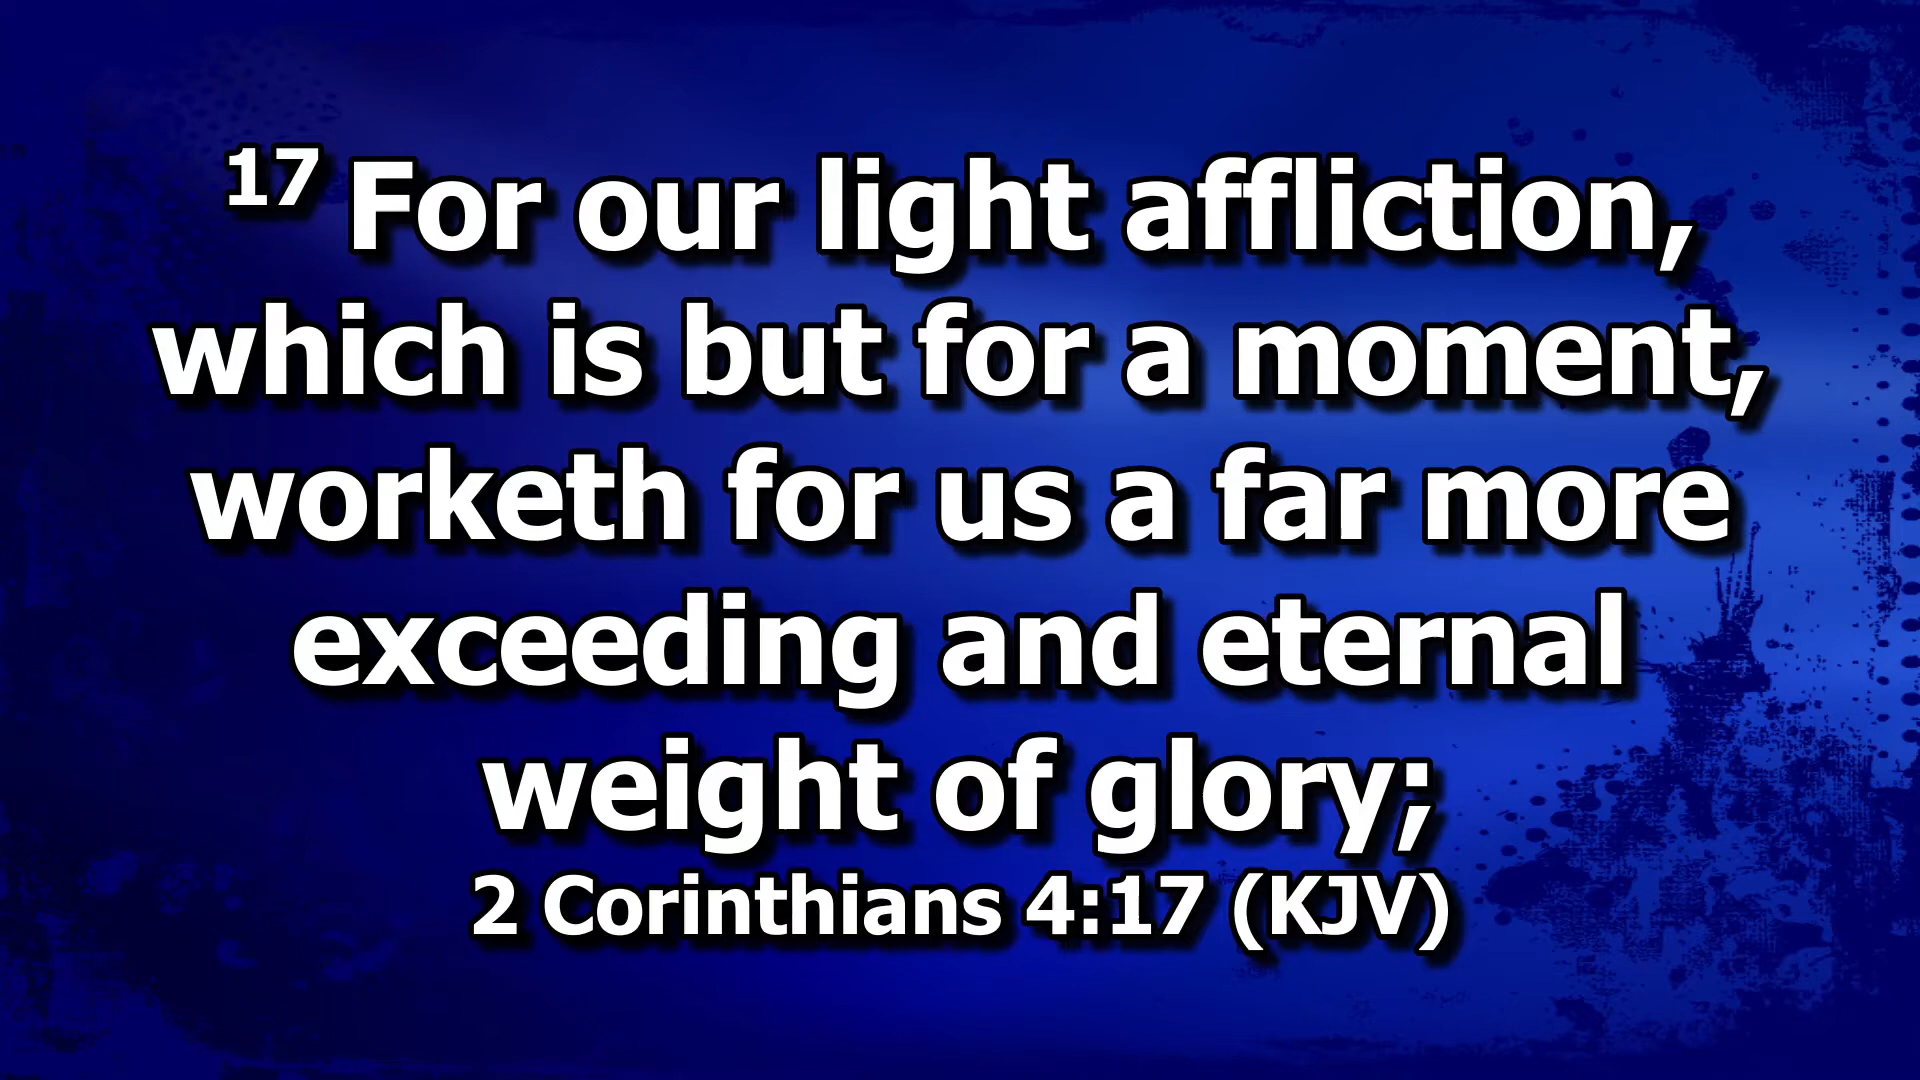 17 For our light affliction,
which is but for a moment,
worketh for us a far more
exceeding and eternal
weight of glory;
2 Corinthians 4:17 (KJV)